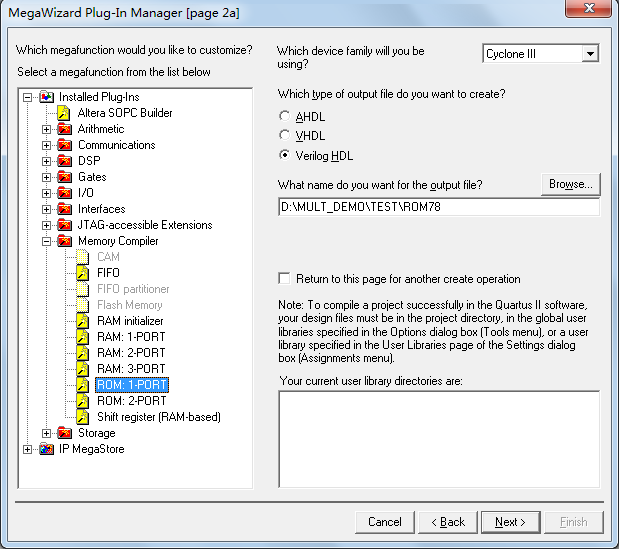 MegaWizard Plug-In Manager [page 2a]
Which megafunction would you like to customize?
Select a megafunction from the list below
Installed Plug-Ins
Altera SOPC Builder
Arithmetic
Communications
DSP
Gates
I/O
Interfaces
JTAG-accessible Extensions
Memory Compiler
CAM
FIFO
FIFO partitioner
Flash Memory
RAM initializer
RAM: 1-PORT
RAM: 2-PORT
RAM: 3-PORT
ROM: 1-PORT
ROM: 2-PORT
Shift register (RAM-based)
Storage
IP MegaStore
Which device family will you be
using?
Cyclone III
Which type of output file do you want to create?
AHDL
VHDL
Verilog HDL
What name do you want for the output file?
Browse...
D:\MULT_DEMO\TEST\ROM78
Return to this page for another create operation
Note: To compile a project successfully in the Quartus II software,
your design files must be in the project directory, in the global user
libraries specified in the Options dialog box (Tools menu), or a user
library specified in the User Libraries page of the Settings dialog
box (Assignments menu).
Your current user library directories are:
Cancel
< Back
Next >
Finish